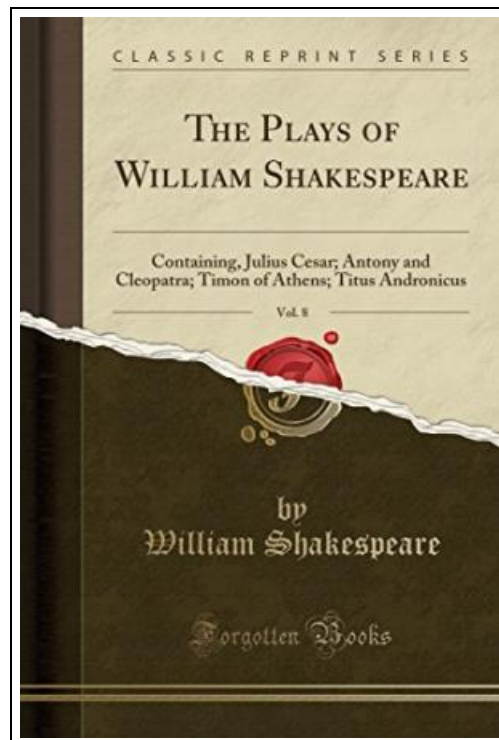 CLASSIC REPRINT SERIES
THE PLAYS OF
WILLIAM SHAKESPEARE
Containing, Julius Cesar; Antony and
Cleopatra; Timon of Athens; Titus Andronicus
Vol. 8
by
William Shakespeare
Forgotten Books